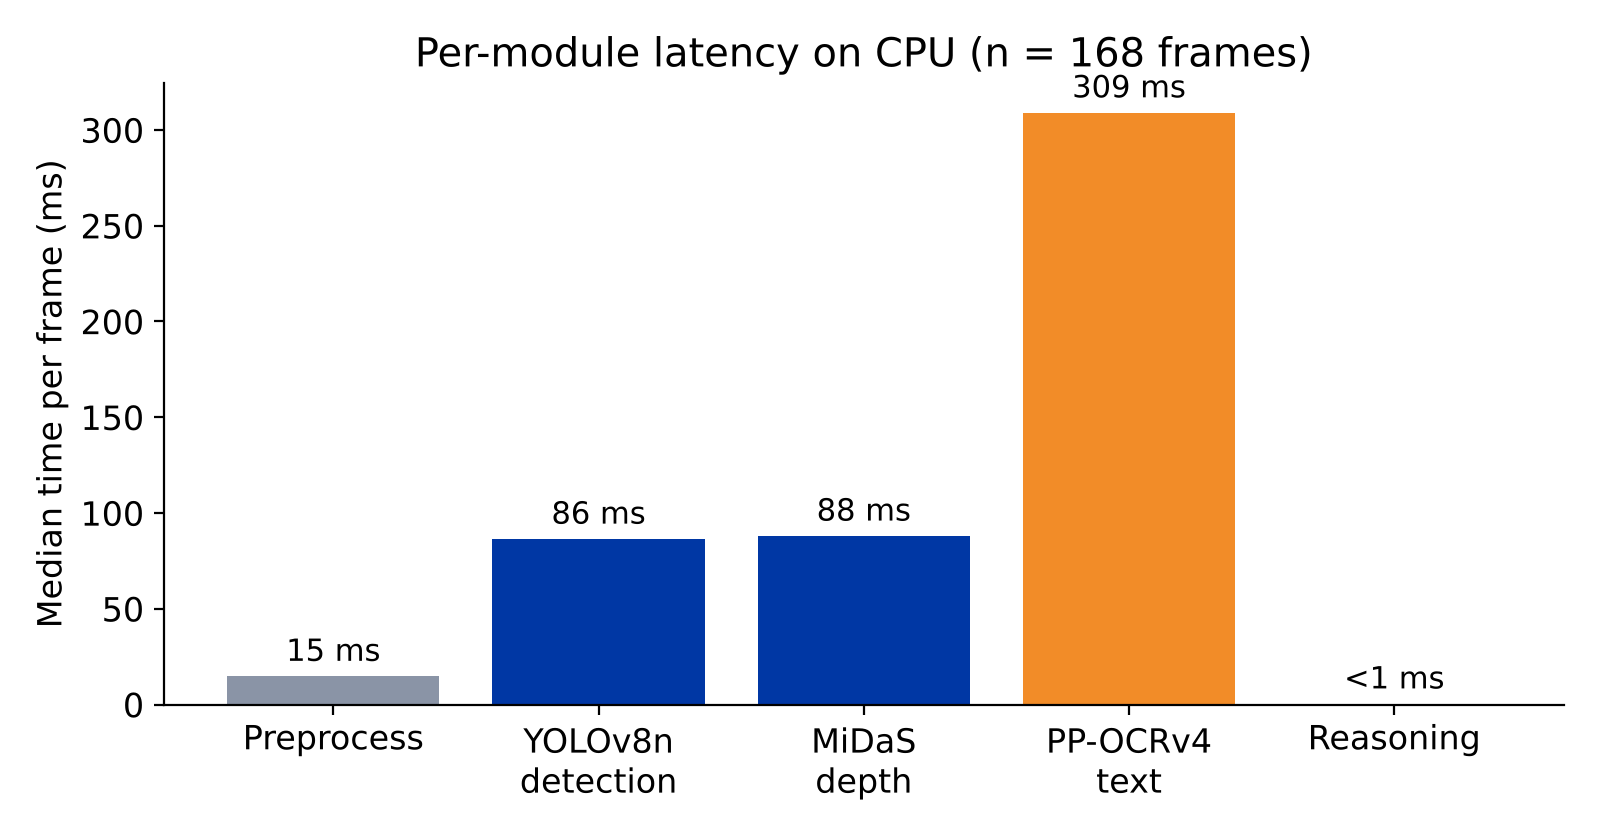 Per-module latency on CPU (n = 168 frames)
309 ms
300
250
200
150
100
50
0
Median time per frame (ms)
86 ms
88 ms
15 ms
<1 ms
Preprocess
YOLOv8n
detection
MiDaS
depth
PP-OCRv4
text
Reasoning